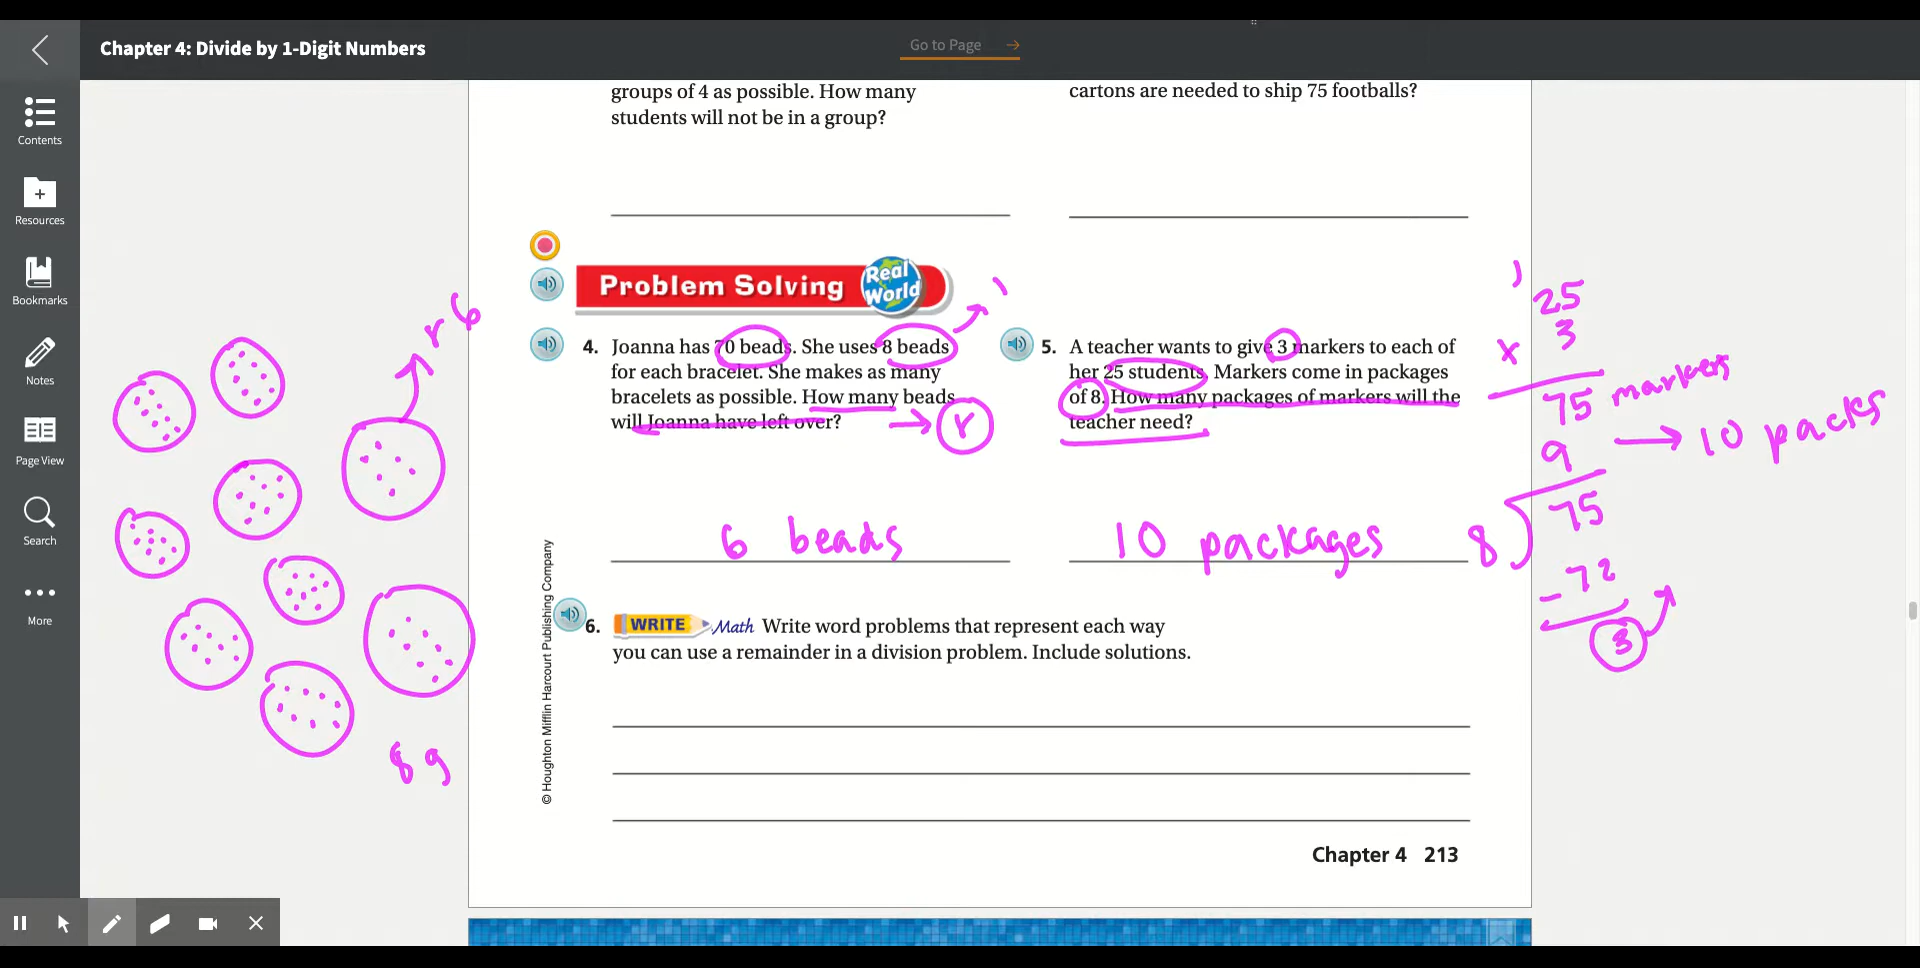 Chapter 4: Divide by 1-Digit Numbers
Go to Page →
Contents
Resources
Bookmarks
Notes
Page View
Search
More
groups of 4 as possible. How many
students will not be in a group?
cartons are needed to ship 75 footballs?
Problem Solving Real World
4. Joanna has 70 beads. She uses 8 beads
for each bracelet. She makes as many
bracelets as possible. How many beads
will Joanna have left over?
r
r6
6 beads
8 9
5. A teacher wants to give 3 markers to each of
her 25 students. Markers come in packages
of 8. How many packages of markers will the
teacher need?
10 packages
1
25
x 3
75 markers
9 → 10 packs
8 75
- 72
3
6. WRITE Math Write word problems that represent each way
you can use a remainder in a division problem. Include solutions.
© Houghton Mifflin Harcourt Publishing Company
Chapter 4 213